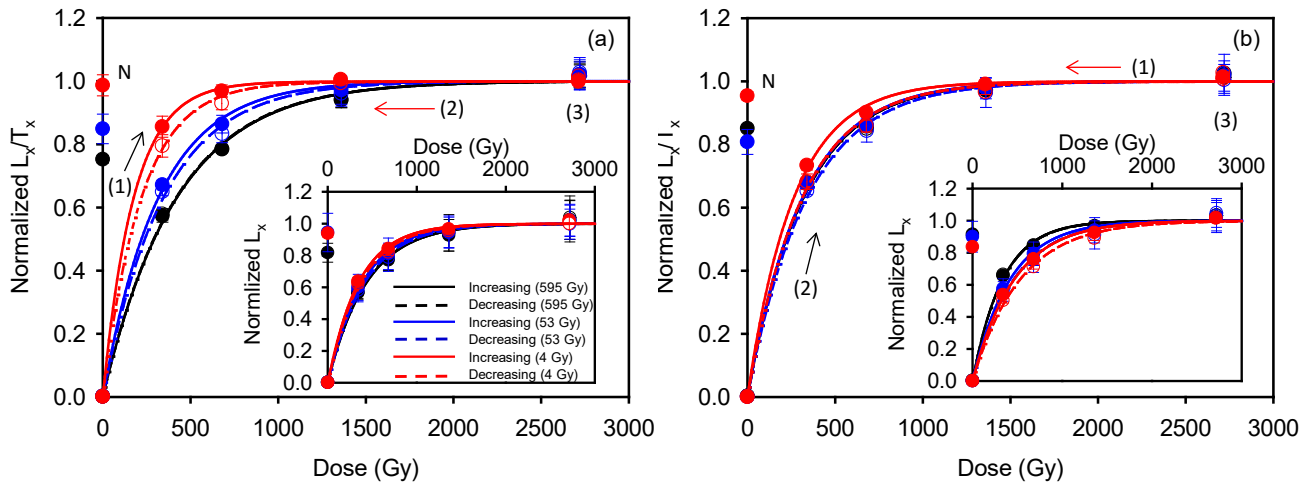 (a)
N
(1)
(2)
(3)
Normalized Lx/Tx
1.2
1.0
0.8
0.6
0.4
0.2
0.0
0 500 1000 1500 2000 2500 3000
Dose (Gy)
Dose (Gy)
0 1000 2000 3000
Normlized Lx
1.2
1.0
0.8
0.6
0.4
0.2
0.0
Increasing (595 Gy)
Decreasing (595 Gy)
Increasing (53 Gy)
Decreasing (53 Gy)
Increasing (4 Gy)
Decreasing (4 Gy)
(b)
N
(1)
(2)
(3)
Normalized Lx/Tx
1.2
1.0
0.8
0.6
0.4
0.2
0.0
0 500 1000 1500 2000 2500 3000
Dose (Gy)
Dose (Gy)
0 1000 2000 3000
Normalized Lx
1.2
1.0
0.8
0.6
0.4
0.2
0.0